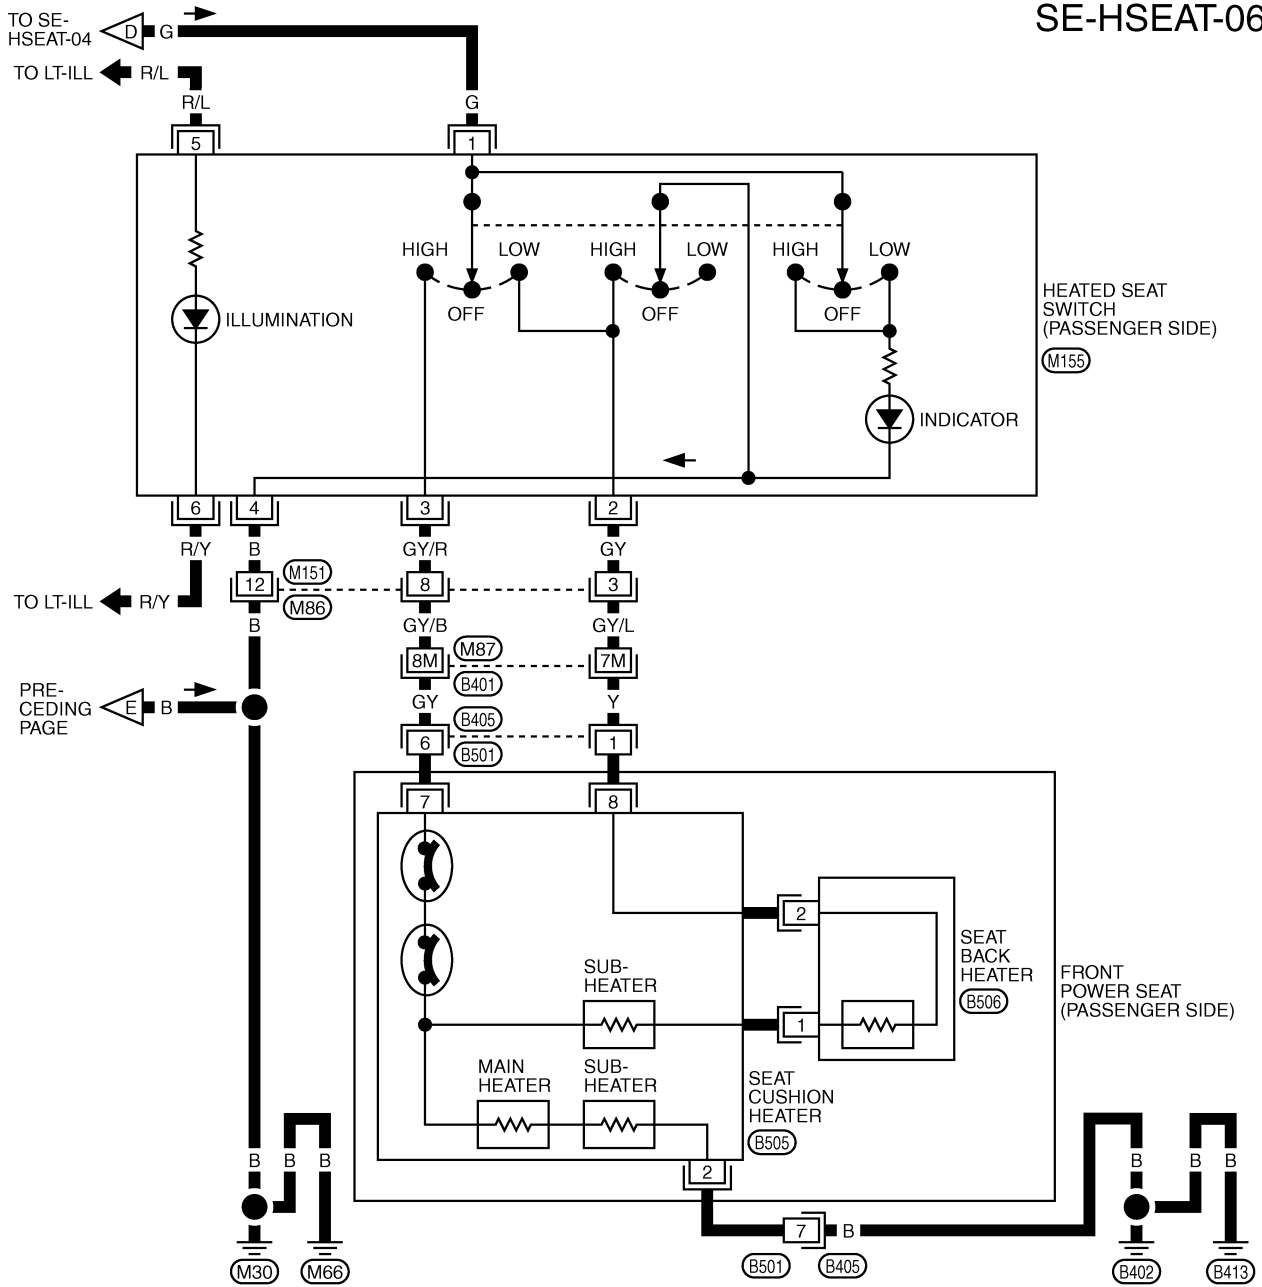 SE-HSEAT-06
TO SE-
HSEAT-04
D
G
TO LT-ILL
R/L
R/L
G
5
1
HIGH
LOW
HIGH
LOW
HIGH
LOW
OFF
OFF
OFF
ILLUMINATION
INDICATOR
HEATED SEAT
SWITCH
(PASSENGER SIDE)
M155
6
4
3
2
R/Y
B
GY/R
GY
M151
12
8
3
M86
TO LT-ILL
R/Y
B
GY/B
GY/L
M87
8M
7M
B401
PRE-
CEDING
PAGE
E
B
GY
Y
B405
6
1
B501
7
8
2
SEAT
BACK
HEATER
B506
FRONT
POWER SEAT
(PASSENGER SIDE)
SUB-
HEATER
1
MAIN
HEATER
SUB-
HEATER
SEAT
CUSHION
HEATER
B505
2
B
B
B
B
B
B
7
B
B501
B405
M30
M66
B402
B413